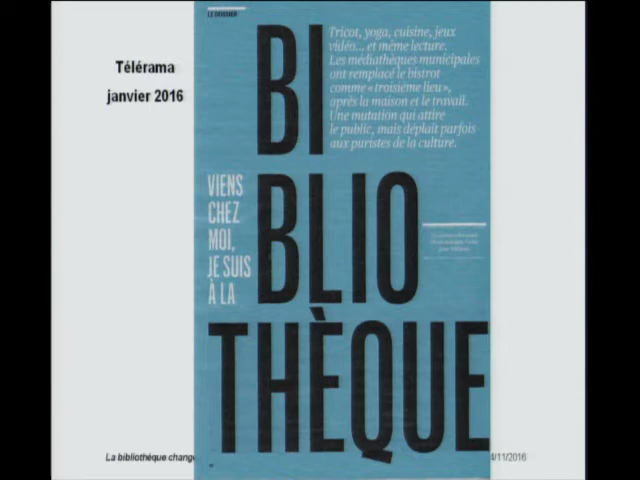 Télérama
janvier 2016
LE DOSSIER
Tricot, yoga, cuisine, jeux
vidéo... et même lecture.
Les médiathèques municipales
ont remplacé le bistrot
comme «troisième lieu»,
après la maison et le travail.
Une mutation qui attire
le public, mais déplaît parfois
aux puristes de la culture.
VIENS
CHEZ
MOI,
JE SUIS
À LA
BI
BLIO
THÈQUE
La bibliothèque change
4/11/2016